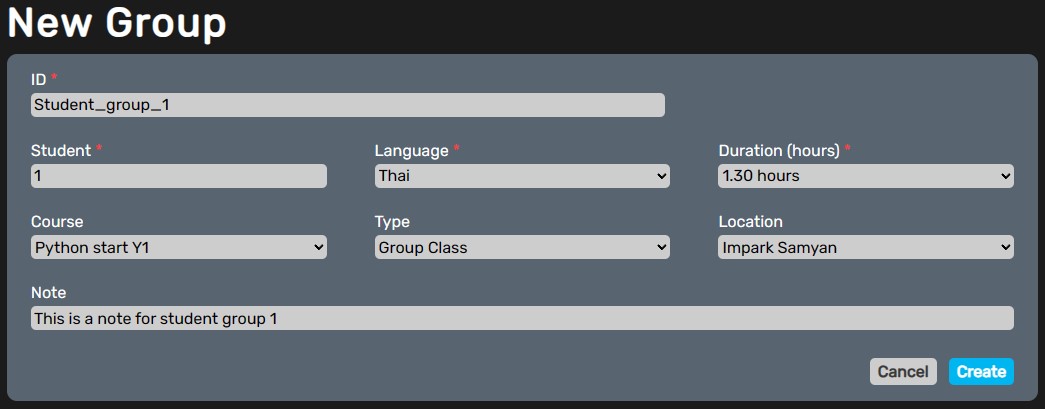 New Group
ID *
Student_group_1
Student * Language * Duration (hours) *
1 Thai 1.30 hours
Course Type Location
Python start Y1 Group Class Impark Samyan
Note
This is a note for student group 1
Cancel Create